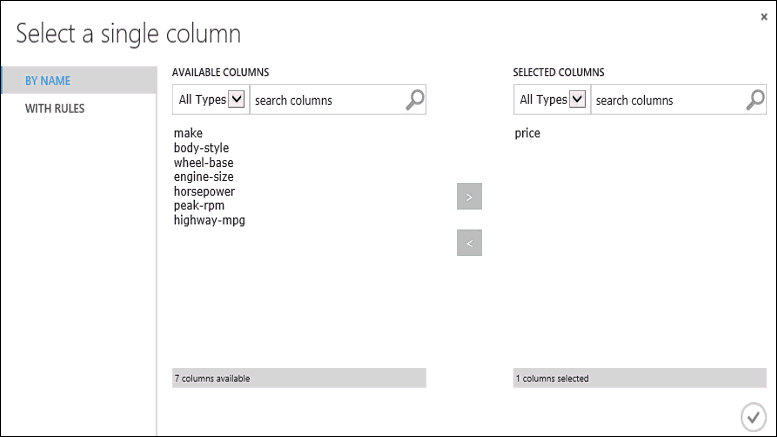 x
Select a single column
BY NAME
WITH RULES
AVAILABLE COLUMNS
All Types search columns
make
body-style
wheel-base
engine-size
horsepower
peak-rpm
highway-mpg
7 columns available
>
<
SELECTED COLUMNS
All Types search columns
price
1 columns selected